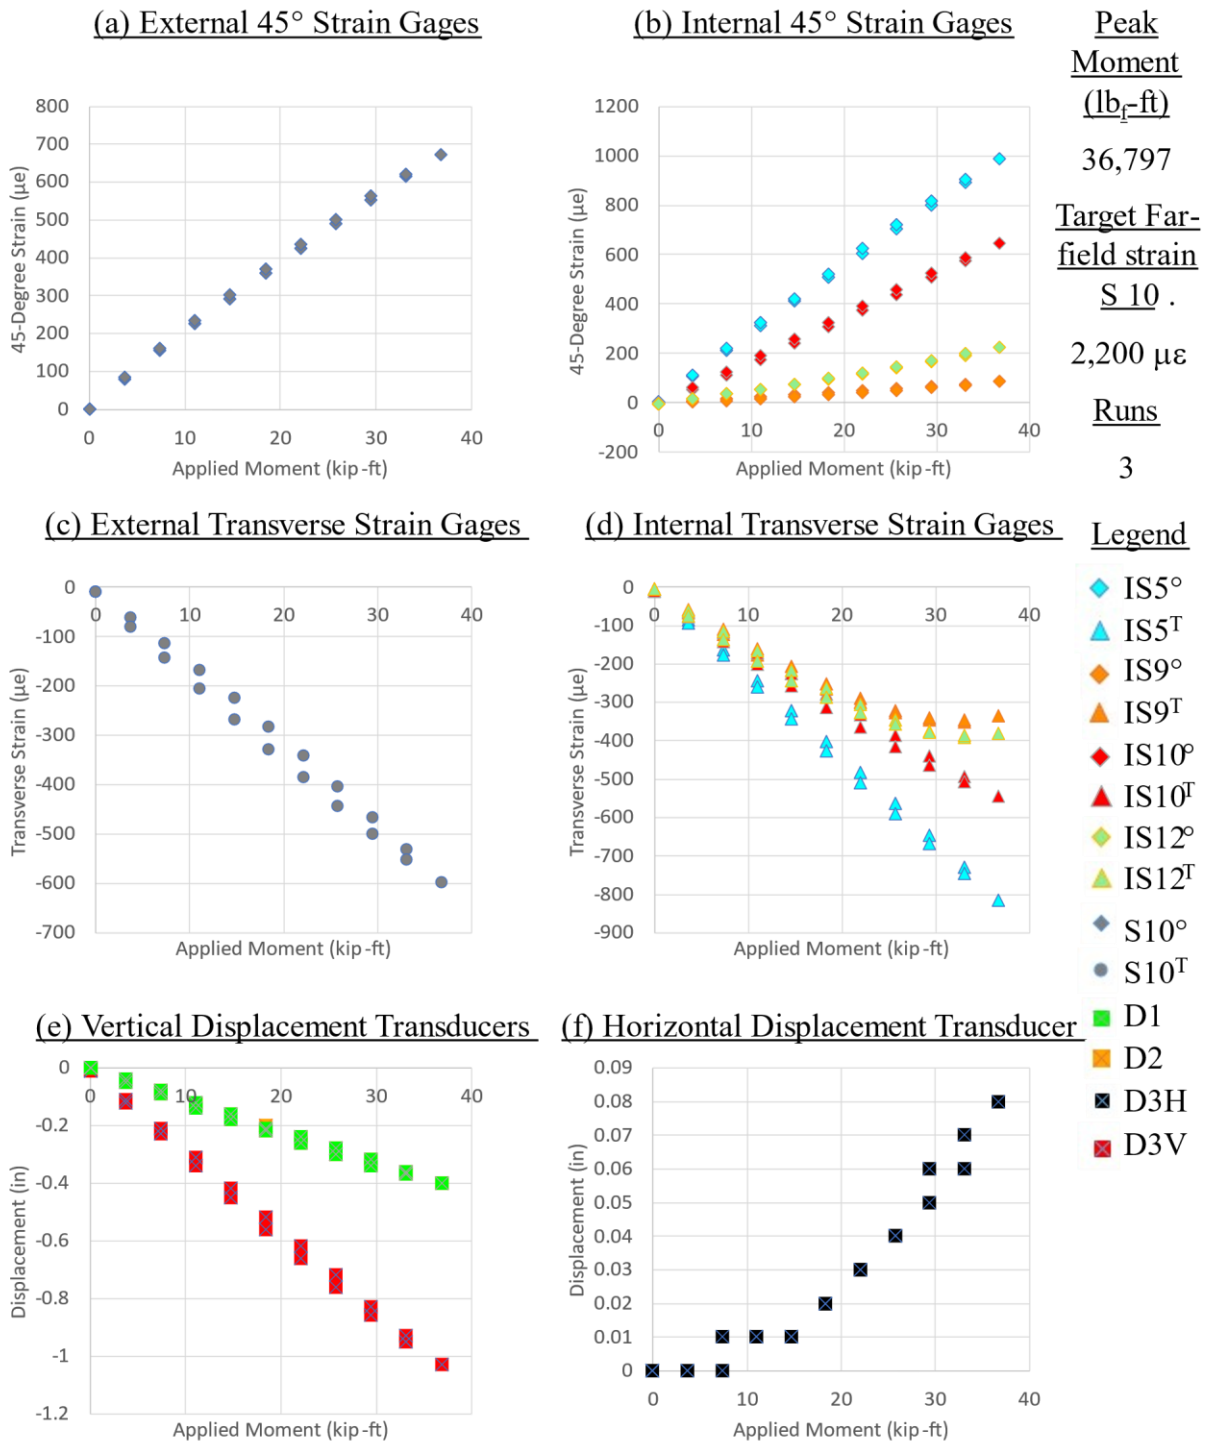 (a) External 45° Strain Gages
800
700
600
500
400
300
200
100
0
0 10 20 30 40
45-Degree Strain (µe)
Applied Moment (kip-ft)
(b) Internal 45° Strain Gages
1200
1000
800
600
400
200
0
-200
0 10 20 30 40
45-Degree Strain (µe)
Applied Moment (kip-ft)
Peak
Moment
(lbf-ft)
36,797
Target Far-
field strain
S 10 .
2,200 µε
Runs
3
(c) External Transverse Strain Gages
0
-100
-200
-300
-400
-500
-600
-700
0 10 20 30 40
Transverse Strain (µe)
Applied Moment (kip-ft)
(d) Internal Transverse Strain Gages
0
-100
-200
-300
-400
-500
-600
-700
-800
-900
0 10 20 30 40
Transverse Strain (µe)
Applied Moment (kip-ft)
Legend
IS5°
IS5T
IS9°
IS9T
IS10°
IS10T
IS12°
IS12T
S10°
S10T
D1
D2
D3H
D3V
(e) Vertical Displacement Transducers
0
-0.2
-0.4
-0.6
-0.8
-1
-1.2
0 10 20 30 40
Displacement (in)
Applied Moment (kip-ft)
(f) Horizontal Displacement Transducer
0.09
0.08
0.07
0.06
0.05
0.04
0.03
0.02
0.01
0
0 10 20 30 40
Displacement (in)
Applied Moment (kip-ft)